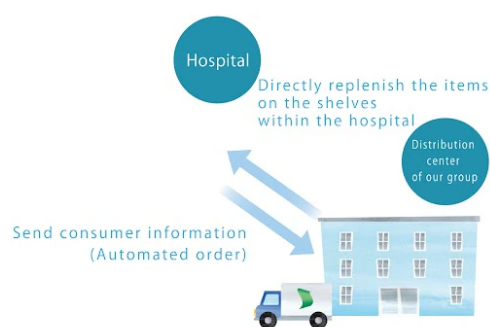 Hospital
Directly replenish the items
on the shelves
within the hospital
Distribution
center
of our group
Send consumer information
(Automated order)